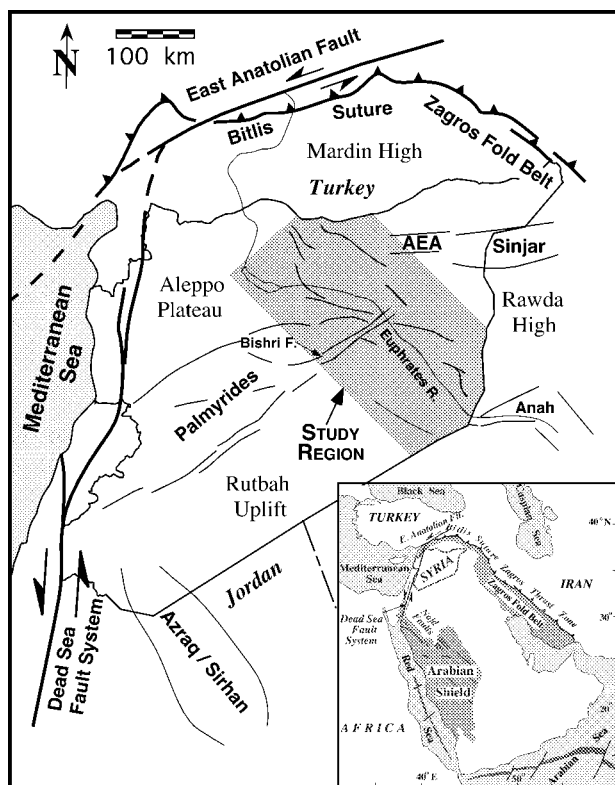 N
100 km
East Anatolian Fault
Bitlis Suture
Zagros Fold Belt
Mardin High
Turkey
AEA
Sinjar
Aleppo
Plateau
Rawda
High
Bishri F.
Euphrates R.
Mediterranean
Sea
Palmyrides
Anah
STUDY
REGION
Rutbah
Uplift
Jordan
Azraq / Sirhan
Dead Sea
Fault System
Black Sea
Caspian
Sea
TURKEY
40°N
E. Anatolian Flt.
Bitlis Suture
Zagros Thrust Zone
Mediterranean
Sea
SYRIA
IRAN
Zagros Fold Belt
30°
Dead Sea
Fault
System
Najd
Faults
Arabian
Shield
Red Sea
20°
AFRICA
Arabian Sea
40°E
50°